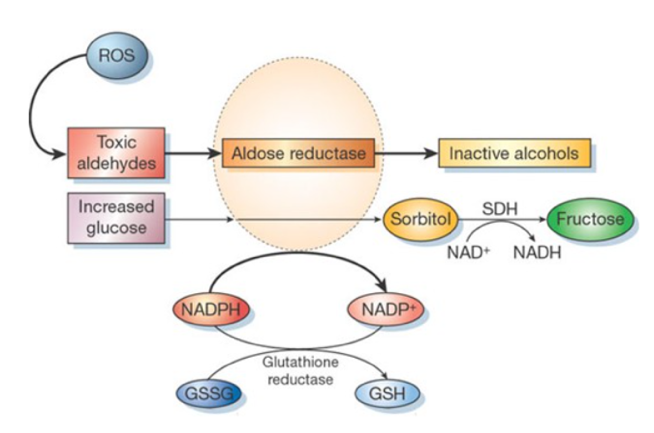 ROS
Toxic
aldehydes
Aldose reductase
Inactive alcohols
Increased
glucose
Sorbitol
SDH
Fructose
NAD+
NADH
NADPH
NADP+
Glutathione
reductase
GSSG
GSH